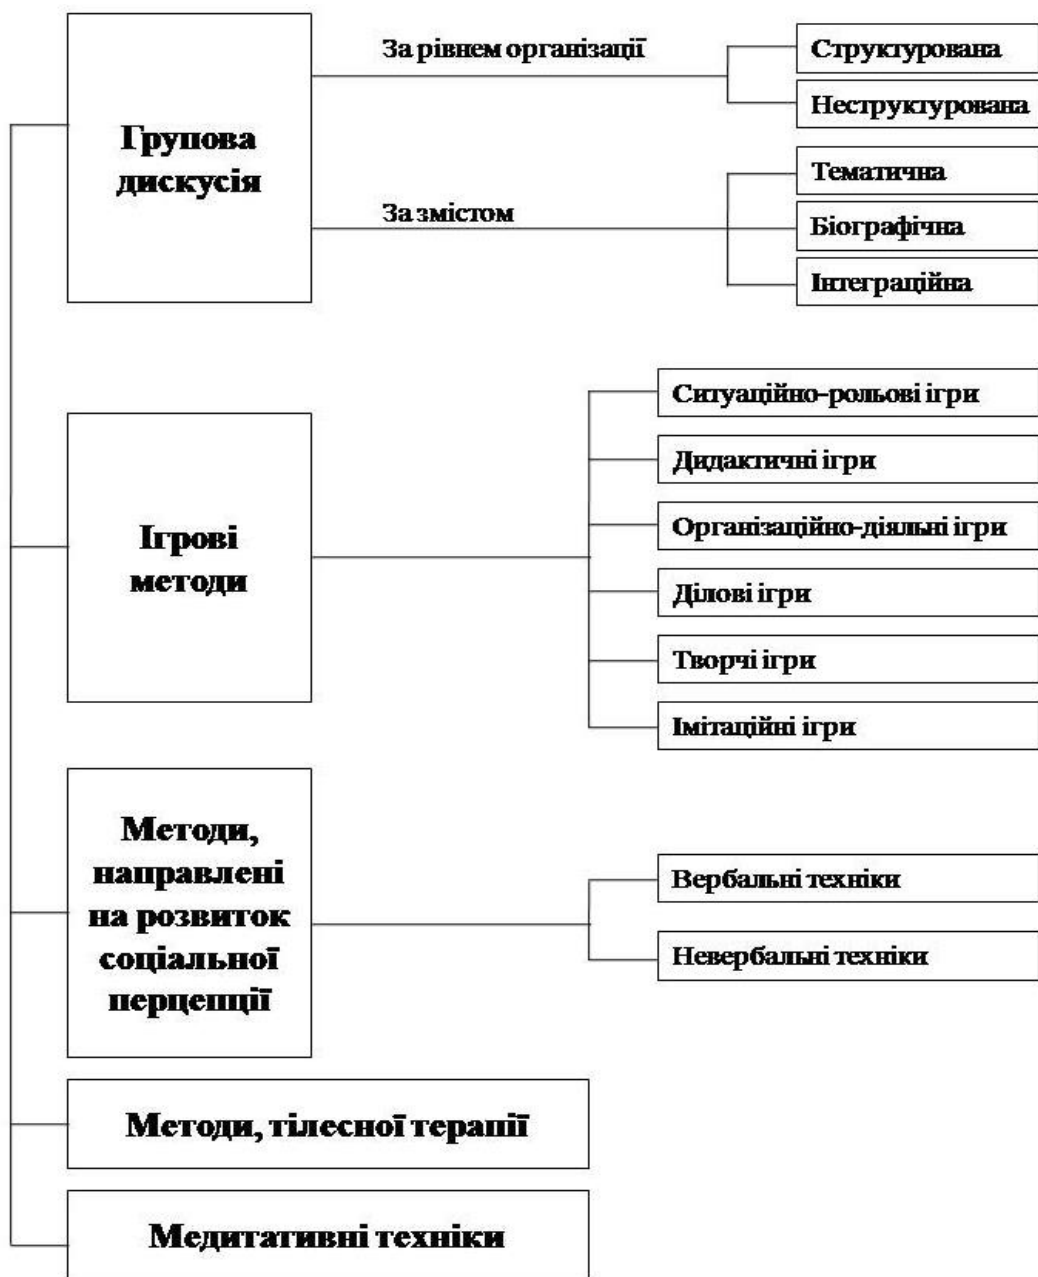 Групова
дискусія
За рівнем організації
Структурована
Неструктурована
За змістом
Тематична
Біографічна
Інтеграційна
Ігрові
методи
Ситуаційно-рольові ігри
Дидактичні ігри
Організаційно-діяльні ігри
Ділові ігри
Творчі ігри
Імітаційні ігри
Методи,
направлені
на розвиток
соціальної
перцепції
Вербальні техніки
Невербальні техніки
Методи, тілесної терапії
Медитативні техніки